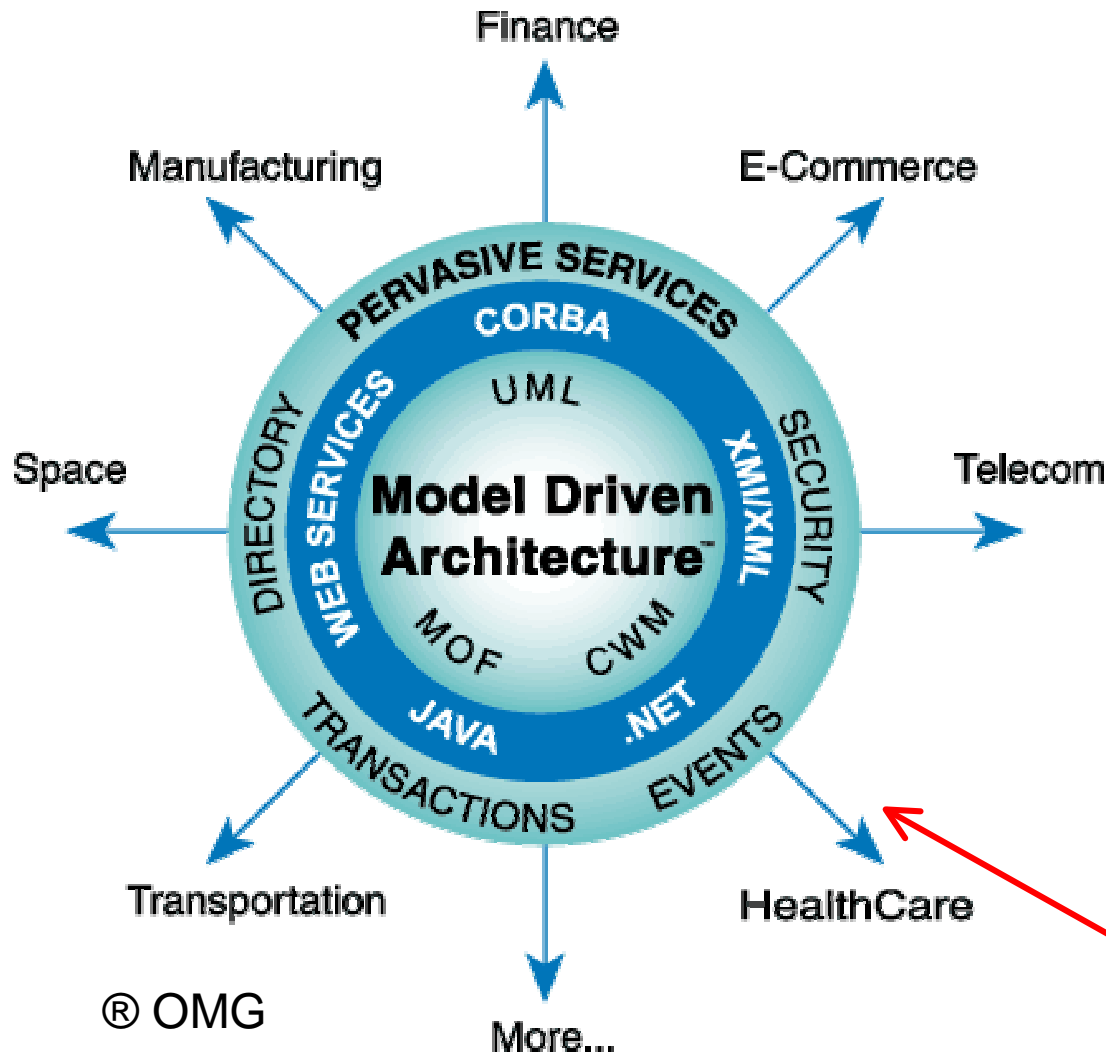 Finance
Manufacturing
E-Commerce
PERVASIVE SERVICES
CORBA
UML
DIRECTORY
WEB SERVICES
XMI/XML
SECURITY
Space
Telecom
Model Driven
Architecture™
MOF
CWM
JAVA
.NET
TRANSACTIONS
EVENTS
Transportation
HealthCare
® OMG
More...